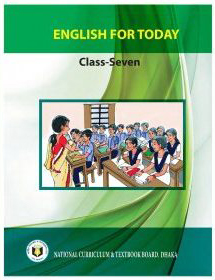 ENGLISH FOR TODAY
Class-Seven
NATIONAL CURRICULUM & TEXTBOOK BOARD, DHAKA